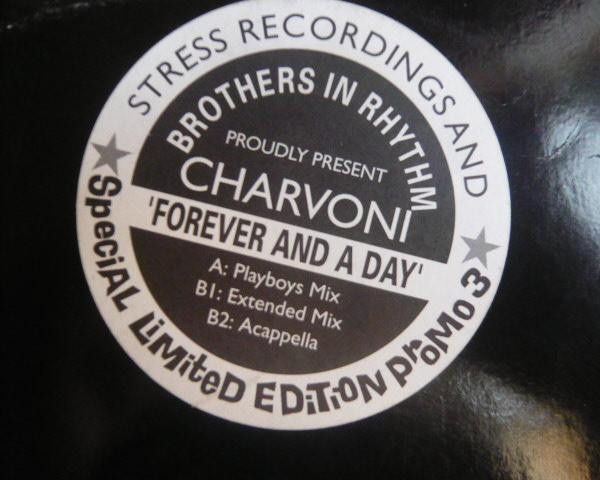 STRESS RECORDINGS AND
BROTHERS IN RHYTHM
PROUDLY PRESENT
CHARVONI
'FOREVER AND A DAY'
A: Playboys Mix
B1: Extended Mix
B2: Acappella
SpeciAL LiMiteD EDiTiON pRoMo 3